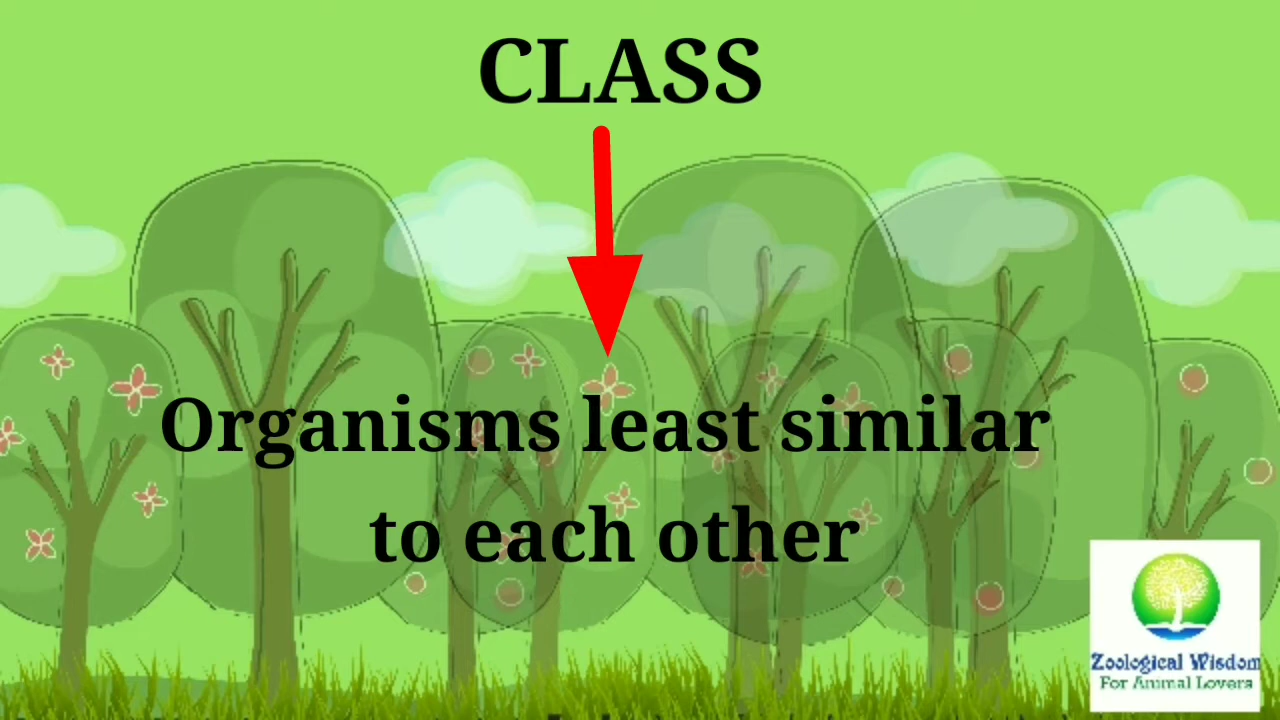 CLASS
Organisms least similar
to each other
Zoological Wisdom
For Animal Lovers